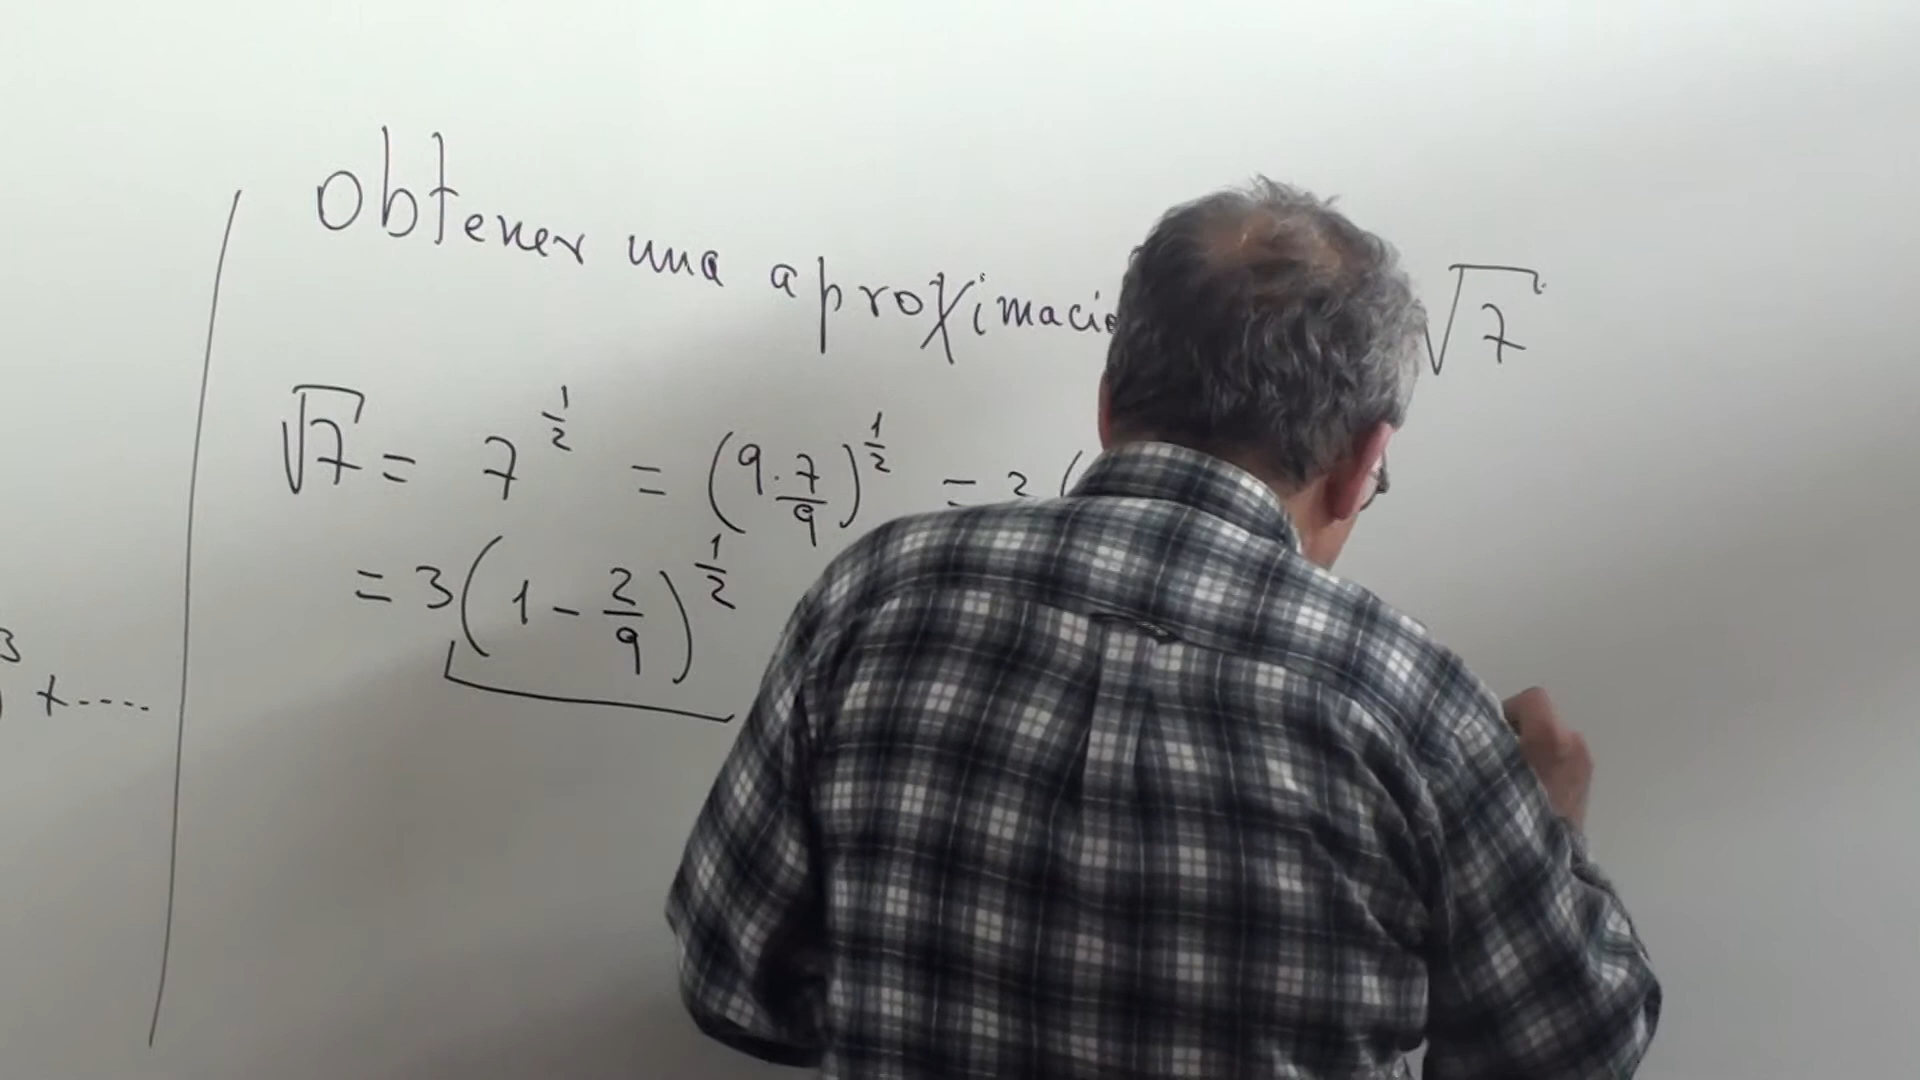 Obtener una √7
√7 = 7^(1/2) = (9·7/9)^(1/2) =
= 3(1 - 2/9)^(1/2)
3
+....